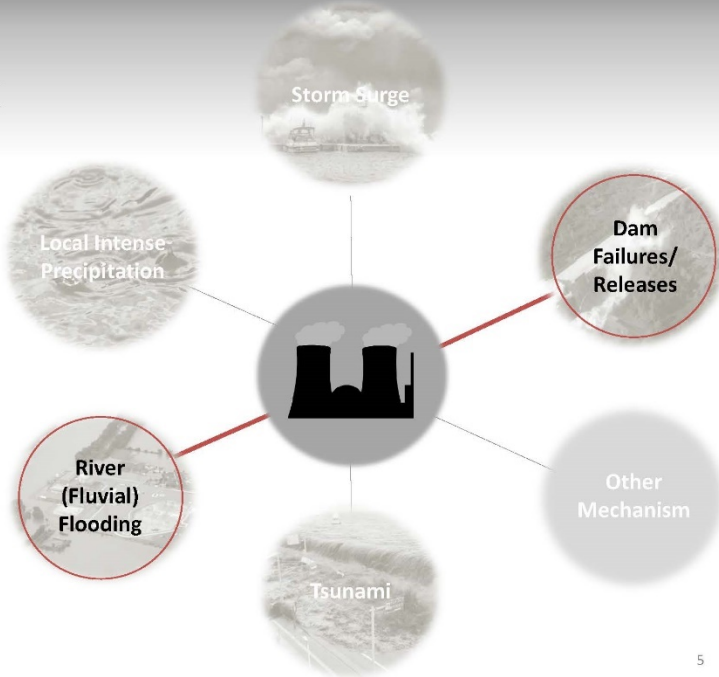 Storm Surge
Local Intense-
Precipitation
Dam
Failures/
Releases
River
(Fluvial)
Flooding
Other
Mechanism
Tsunami
5